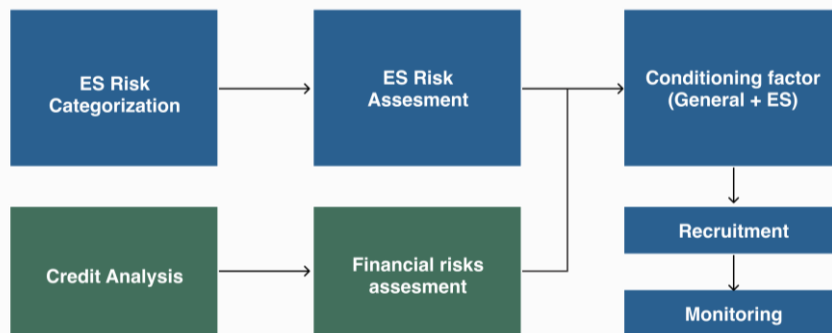 ES Risk
Categorization
ES Risk
Assesment
Conditioning factor
(General + ES)
Credit Analysis
Financial risks
assesment
Recruitment
Monitoring